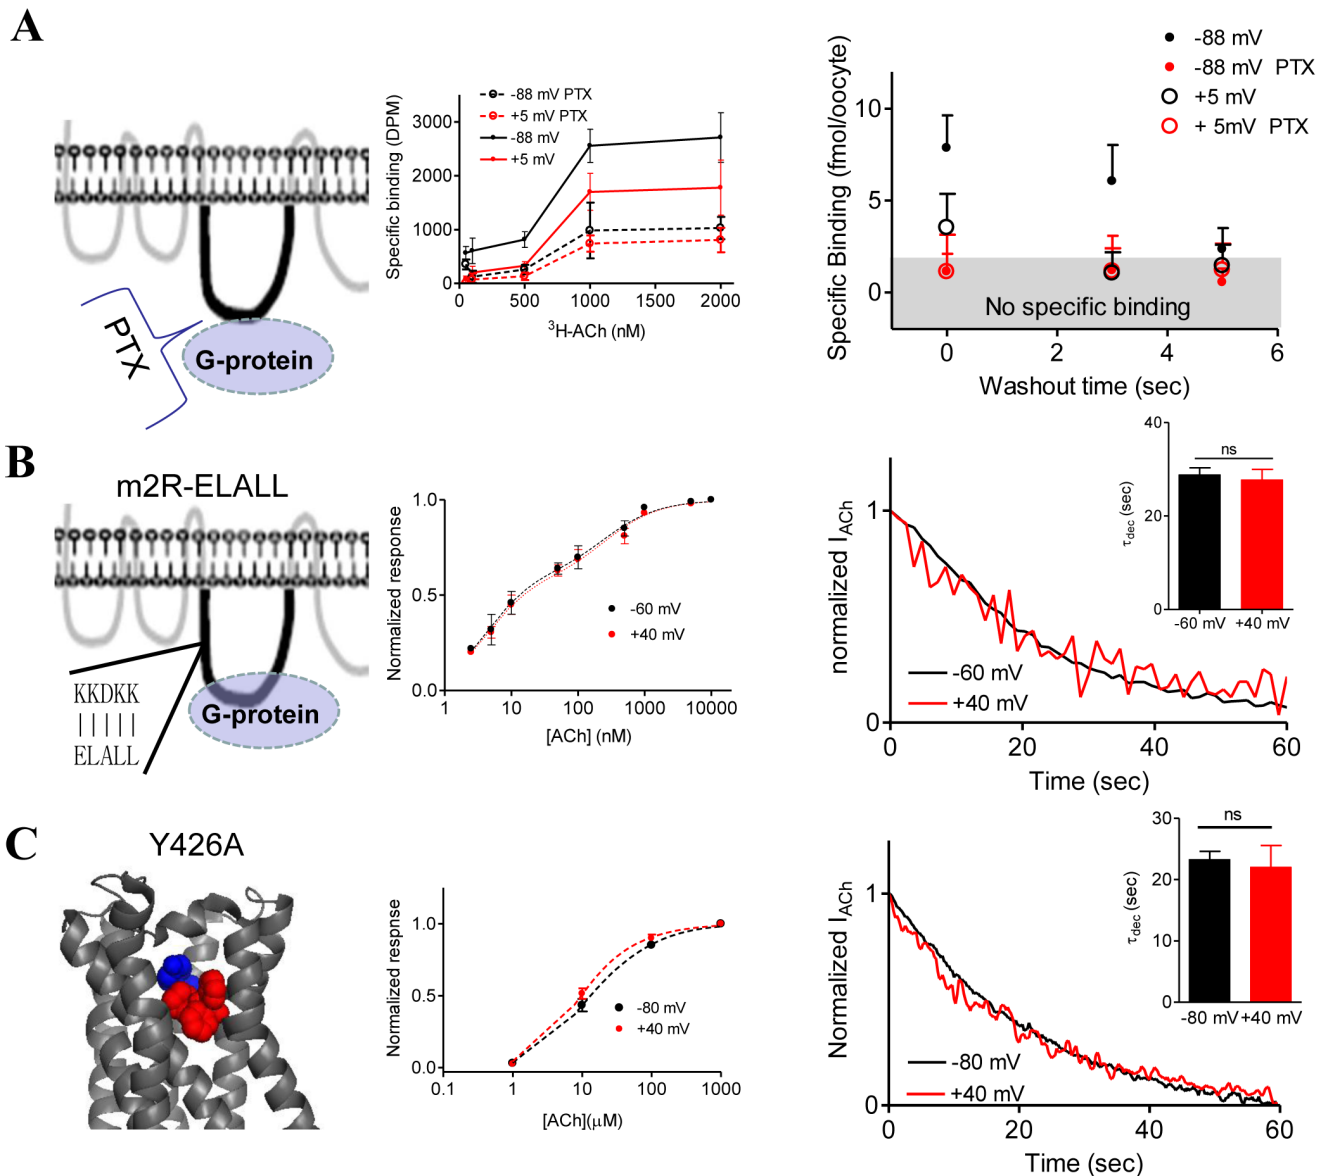 A
PTX
G-protein
-88 mV PTX
+5 mV PTX
-88 mV
+5 mV
Specific binding (DPM)
3000
2000
1000
0
0 500 1000 1500 2000
³H-ACh (nM)
-88 mV
-88 mV PTX
+5 mV
+ 5mV PTX
Specific Binding (fmol/oocyte)
10
5
0
No specific binding
0 2 4 6
Washout time (sec)
B
m2R-ELALL
KKDKK
|||||
ELALL
G-protein
Normalized response
1.0
0.5
0.0
-60 mV
+40 mV
1 10 100 1000 10000
[ACh] (nM)
normalized IACh
1
0
-60 mV
+40 mV
0 20 40 60
Time (sec)
τdec (sec)
40
20
0
ns
-60 mV +40 mV
C
Y426A
Normalized respnse
1.0
0.5
0.0
-80 mV
+40 mV
0.1 1 10 100 1000
[ACh](μM)
Normalized IACh
1
0
-80 mV
+40 mV
0 20 40 60
Time (sec)
τdec (sec)
30
20
10
0
ns
-80 mV +40 mV